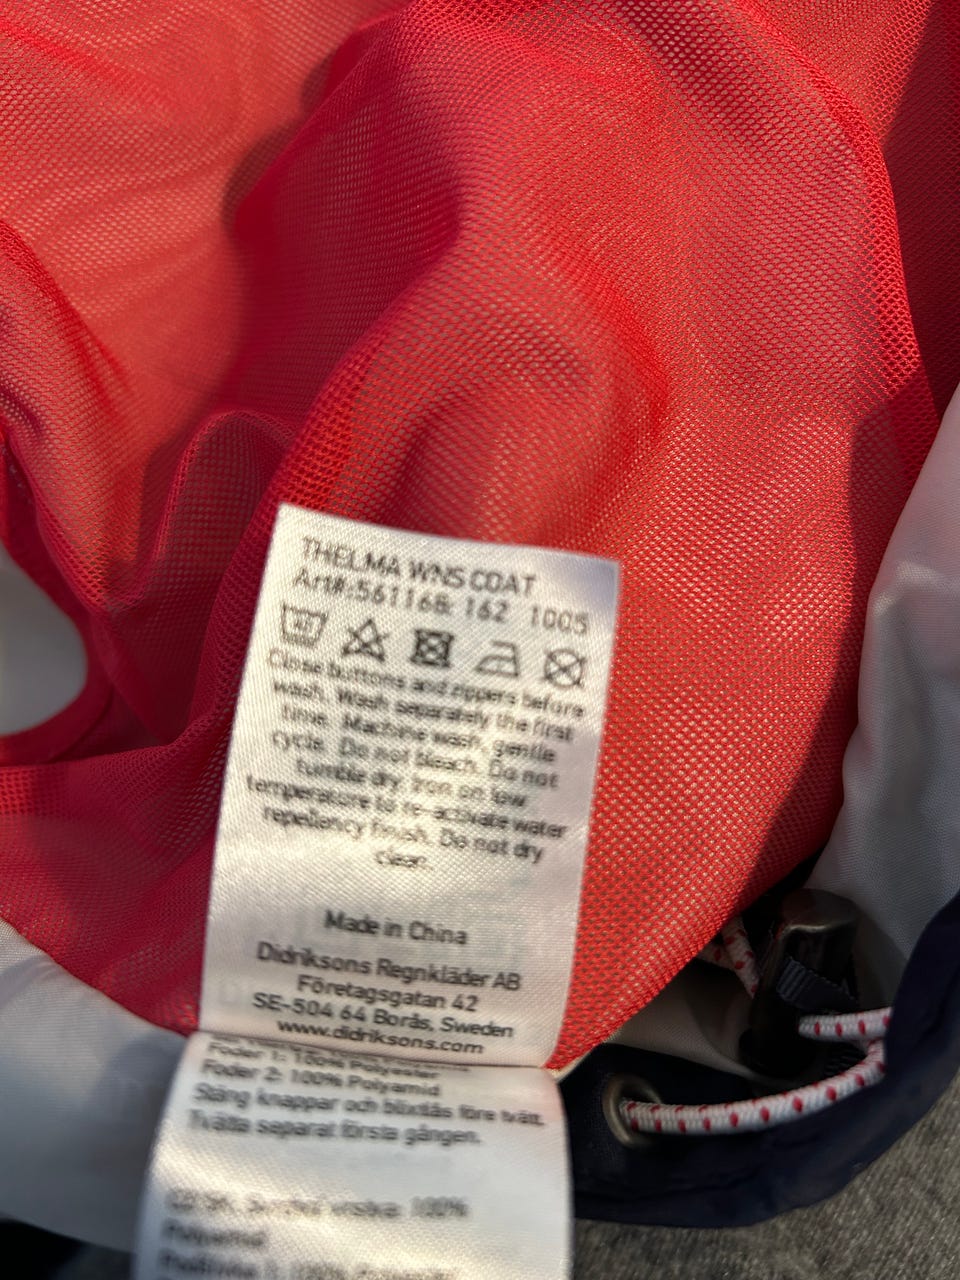 THELMA WNS COAT
Art#:561168 162 1005
Close buttons and zippers before
wash. Wash separately the first
time. Machine wash, gentle
cycle. Do not bleach. Do not
tumble dry. Iron on low
temperature to re-activate water
repellency finish. Do not dry
clean.
Made in China
Didriksons Regnkläder AB
Företagsgatan 42
SE-504 64 Borås, Sweden
www.didriksons.com
Foder 1: 100% Polyester
Foder 2: 100% Polyamid
Stäng knappar och blixtlås före tvätt.
Tvätta separat första gången.
100%
Polyamid
100%